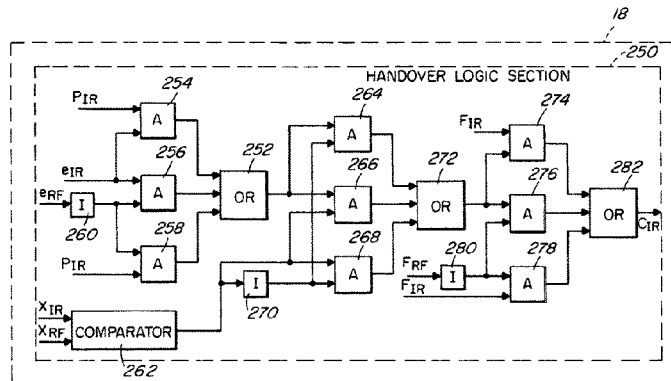 18
250
HANDOVER LOGIC SECTION
254
264
274
PIR
A
A
FIR
A
252
272
282
eIR
256
266
276
A
OR
A
OR
A
OR
eRF
I
CIR
260
258
268
280
278
PIR
A
A
FRF
I
A
FIR
I
270
XIR
XRF
COMPARATOR
262